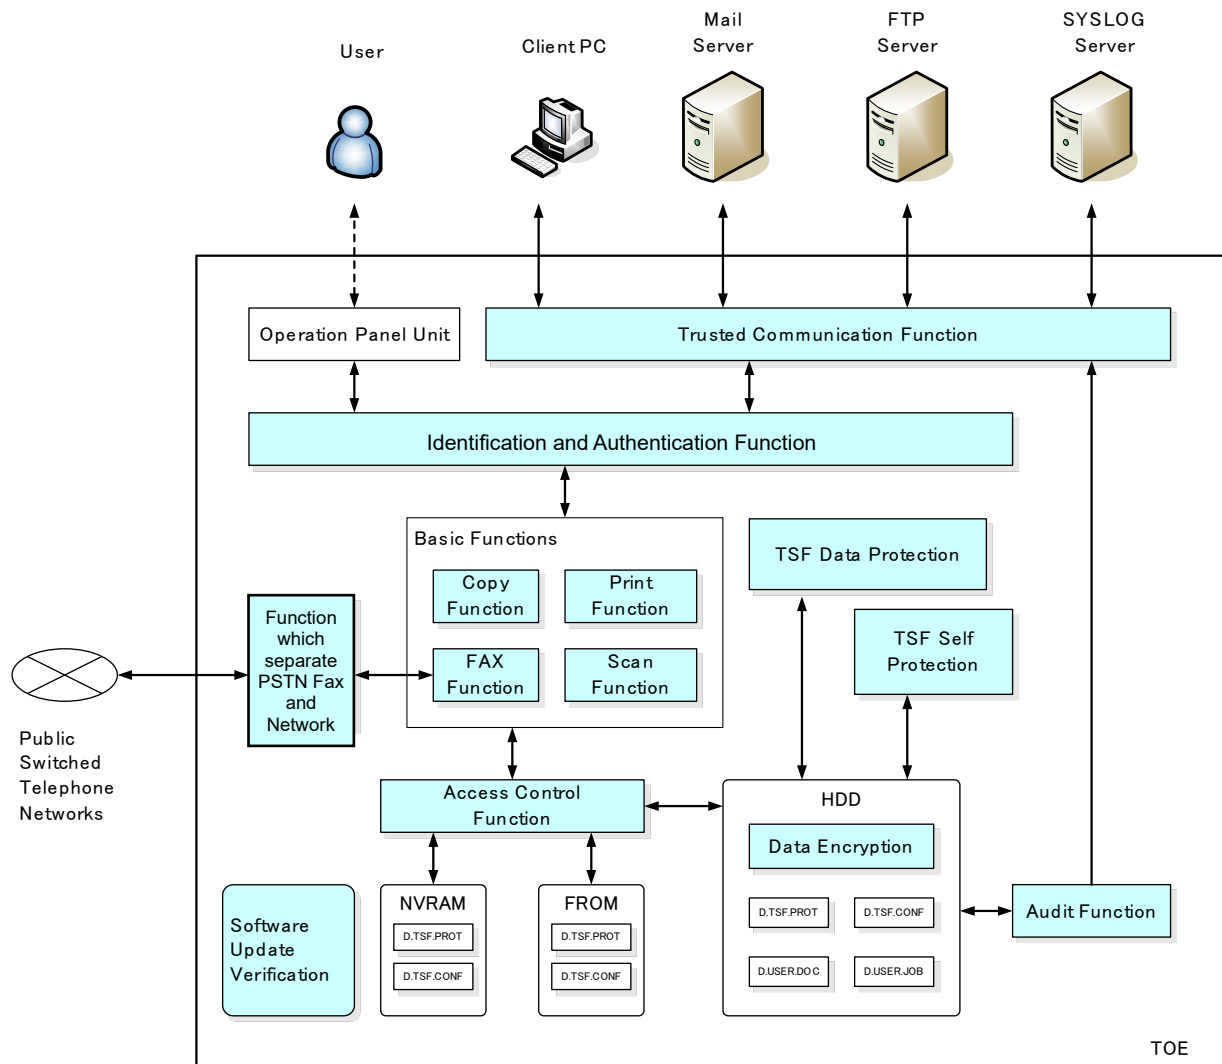 User
Client PC
Mail
Server
FTP
Server
SYSLOG
Server
Operation Panel Unit
Trusted Communication Function
Identification and Authentication Function
Basic Functions
Copy
Function
Print
Function
FAX
Function
Scan
Function
TSF Data Protection
TSF Self
Protection
Function
which
separate
PSTN Fax
and
Network
Public
Switched
Telephone
Networks
Access Control
Function
HDD
Data Encryption
D.TSF.PROT
D.TSF.CONF
D.USER.DOC
D.USER.JOB
Audit Function
NVRAM
D.TSF.PROT
D.TSF.CONF
FROM
D.TSF.PROT
D.TSF.CONF
Software
Update
Verification
TOE